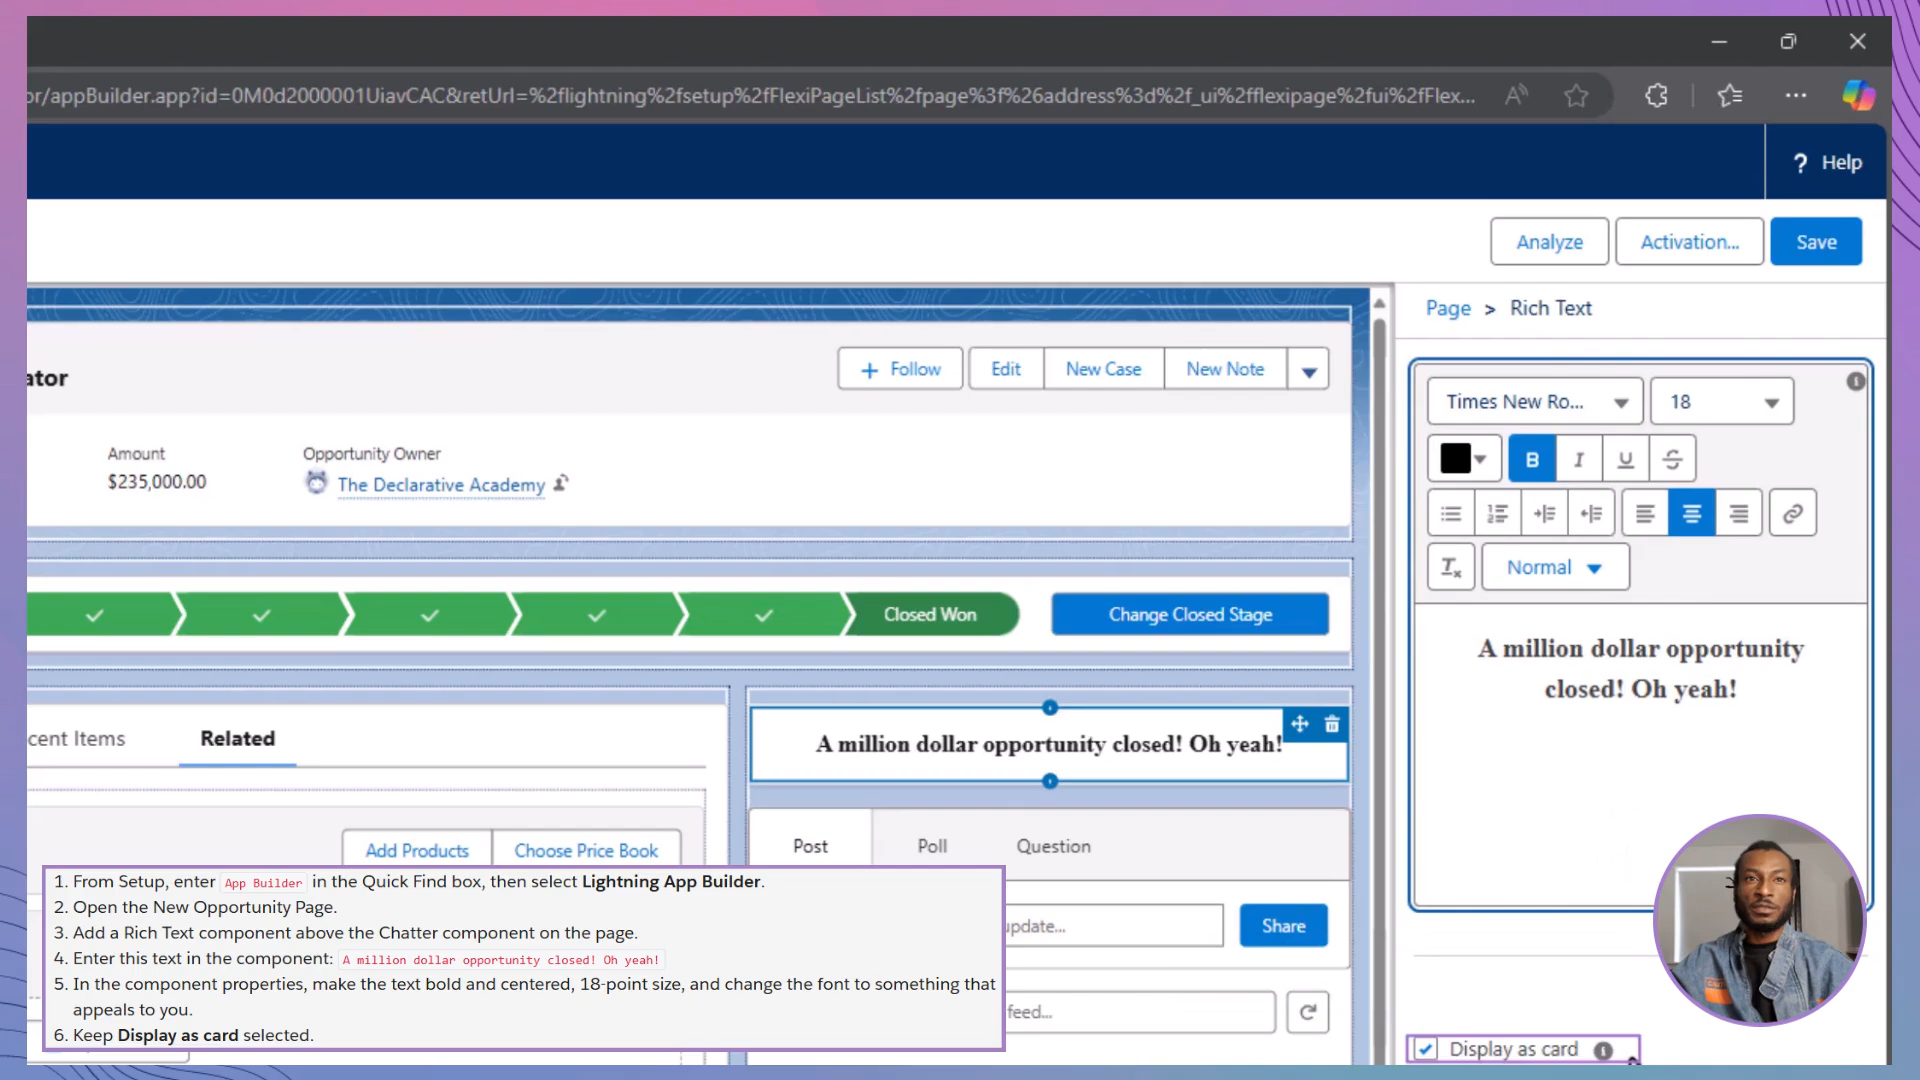 or/appBuilder.app?id=0M0d2000001UiavCAC&retUrl=%2flightning%2fsetup%2fFlexiPageList%2fpage%3f%26address%3d%2f_ui%2fflexipage%2fui%2fFlex...
? Help
Analyze Activation... Save
Page > Rich Text
ator
+ Follow Edit New Case New Note
Times New Ro... 18
Amount Opportunity Owner
$235,000.00 The Declarative Academy
B I U S
Normal
Closed Won Change Closed Stage
A million dollar opportunity
closed! Oh yeah!
cent Items Related
A million dollar opportunity closed! Oh yeah!
Add Products Choose Price Book
Post Poll Question
update... Share
feed...
1. From Setup, enter App Builder in the Quick Find box, then select Lightning App Builder.
2. Open the New Opportunity Page.
3. Add a Rich Text component above the Chatter component on the page.
4. Enter this text in the component: A million dollar opportunity closed! Oh yeah!
5. In the component properties, make the text bold and centered, 18-point size, and change the font to something that
appeals to you.
6. Keep Display as card selected.
Display as card